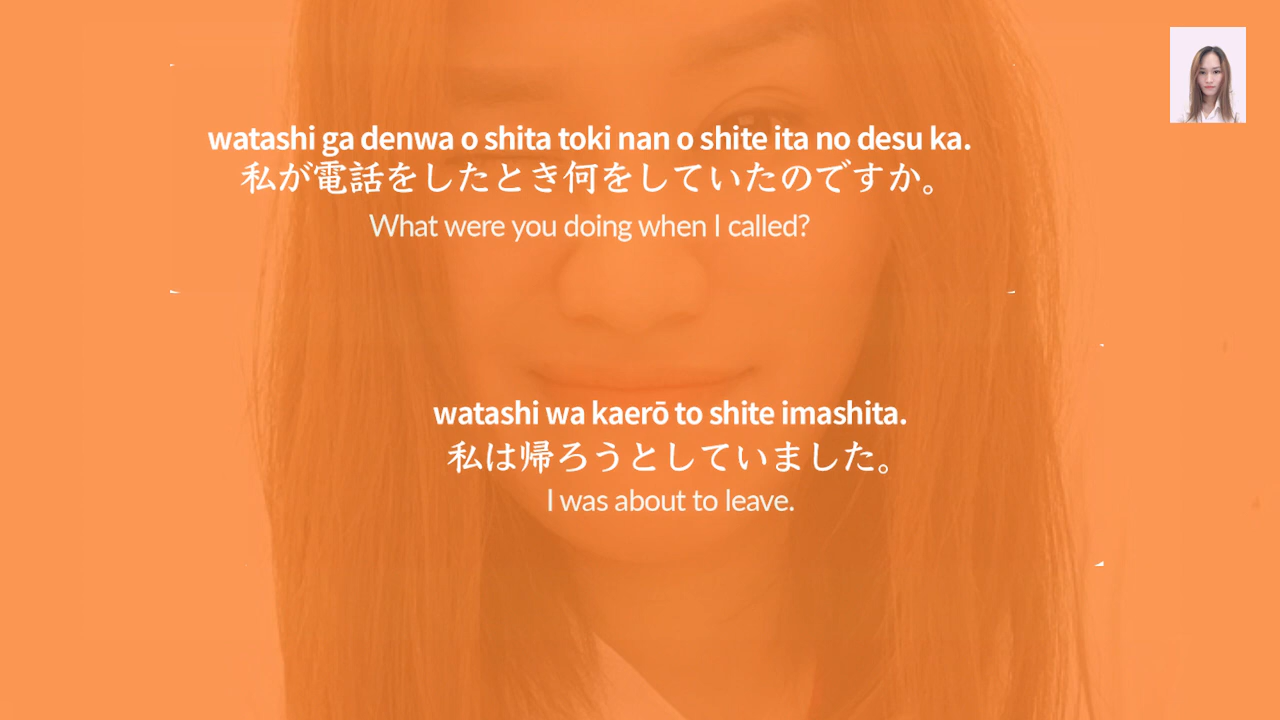 watashi ga denwa o shita toki nan o shite ita no desu ka.
私が電話をしたとき何をしていたのですか。
What were you doing when I called?
watashi wa kaerō to shite imashita.
私は帰ろうとしていました。
I was about to leave.